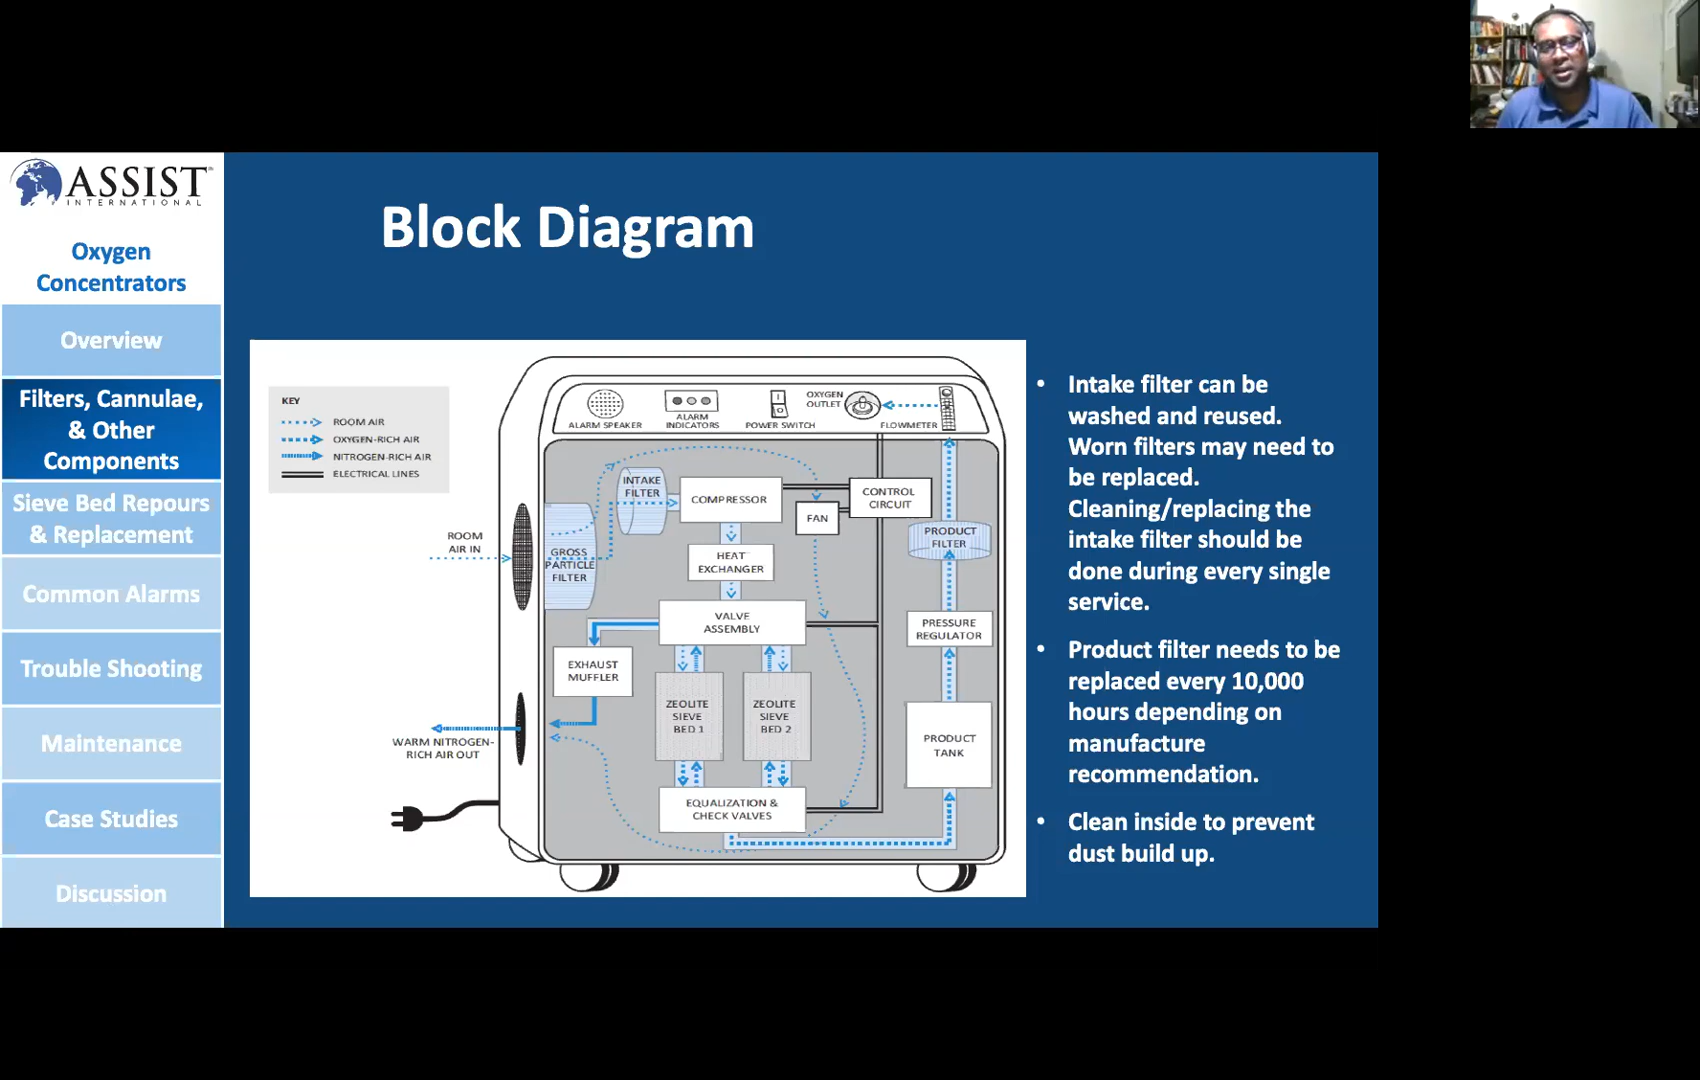 ASSIST
INTERNATIONAL
Oxygen
Concentrators
Overview
Filters, Cannulae,
& Other
Components
Sieve Bed Repours
& Replacement
Common Alarms
Trouble Shooting
Maintenance
Case Studies
Discussion
Block Diagram
KEY
ROOM AIR
OXYGEN-RICH AIR
NITROGEN-RICH AIR
ELECTRICAL LINES
ALARM SPEAKER
ALARM
INDICATORS
POWER SWITCH
OXYGEN
OUTLET
FLOWMETER
ROOM
AIR IN
GROSS
PARTICLE
FILTER
INTAKE
FILTER
COMPRESSOR
CONTROL
CIRCUIT
FAN
HEAT
EXCHANGER
PRODUCT
FILTER
VALVE
ASSEMBLY
PRESSURE
REGULATOR
EXHAUST
MUFFLER
ZEOLITE
SIEVE
BED 1
ZEOLITE
SIEVE
BED 2
PRODUCT
TANK
WARM NITROGEN-
RICH AIR OUT
EQUALIZATION &
CHECK VALVES
• Intake filter can be
washed and reused.
Worn filters may need to
be replaced.
Cleaning/replacing the
intake filter should be
done during every single
service.
• Product filter needs to be
replaced every 10,000
hours depending on
manufacture
recommendation.
• Clean inside to prevent
dust build up.